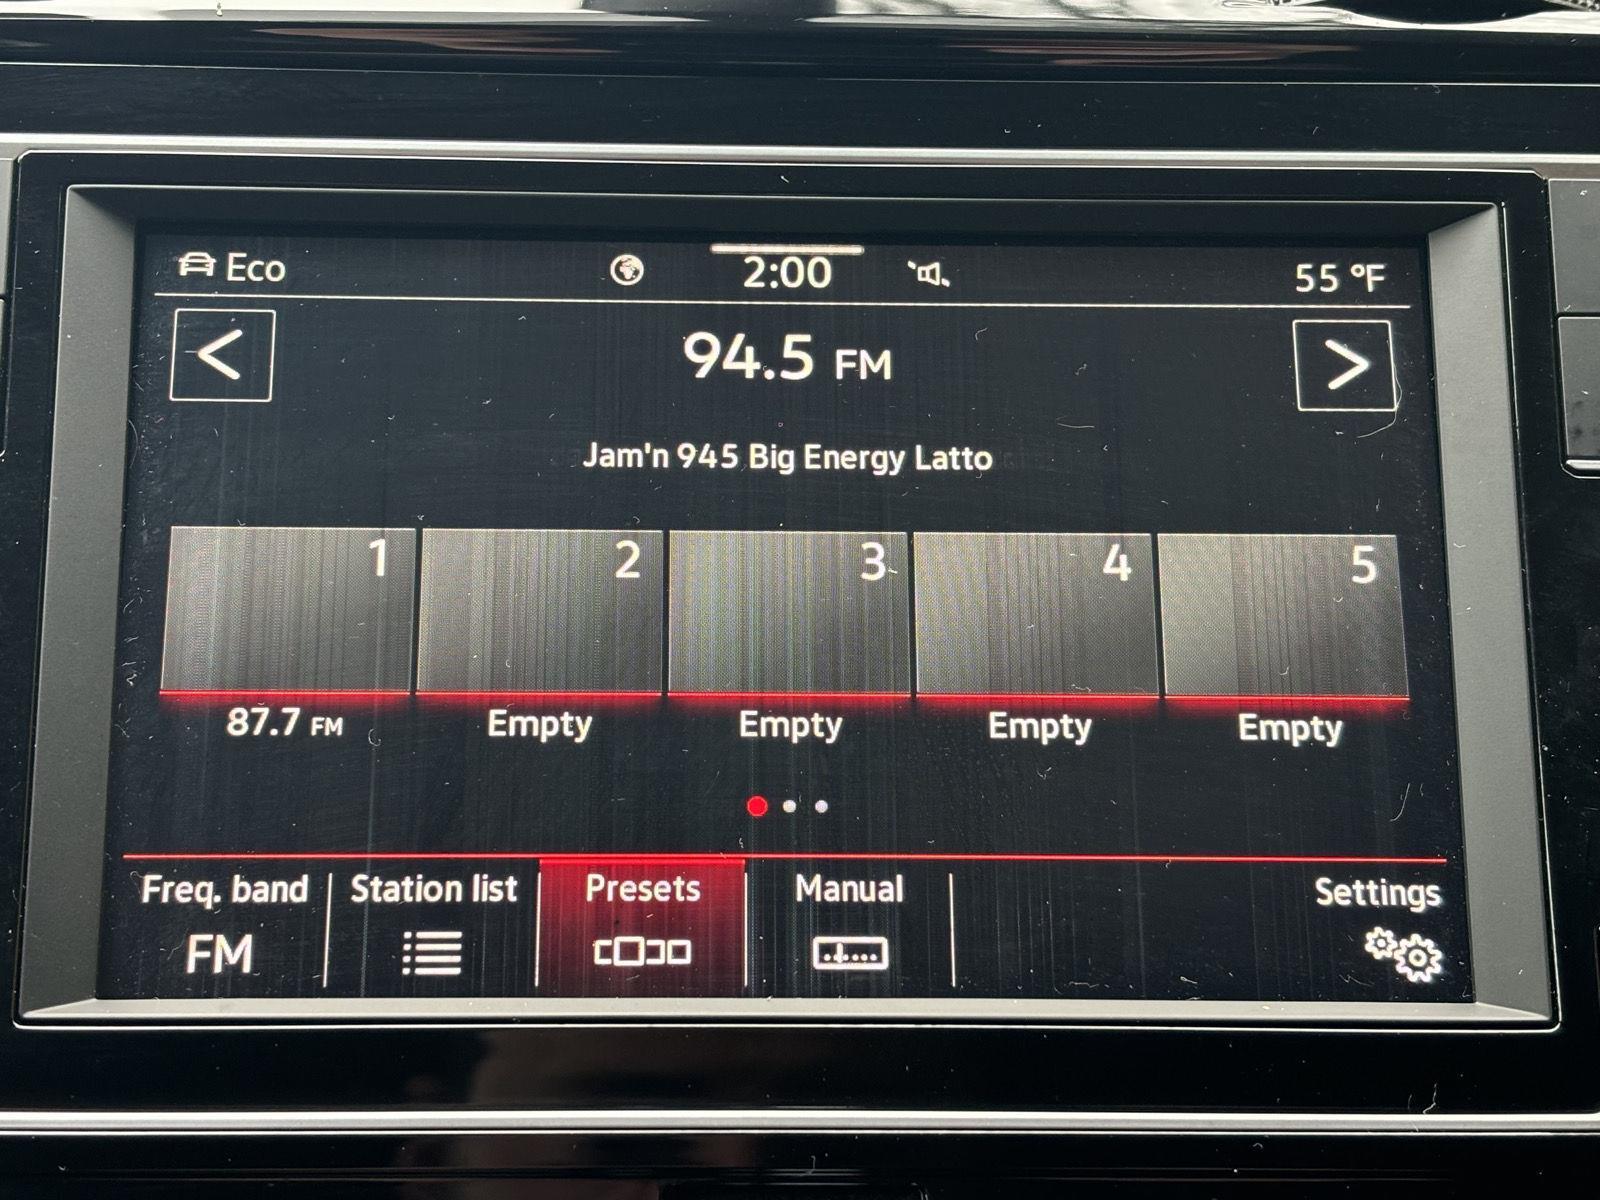 Eco 2:00 55 °F
94.5 FM
Jam'n 945 Big Energy Latto
1 2 3 4 5
87.7 FM Empty Empty Empty Empty
Freq. band Station list Presets Manual Settings
FM